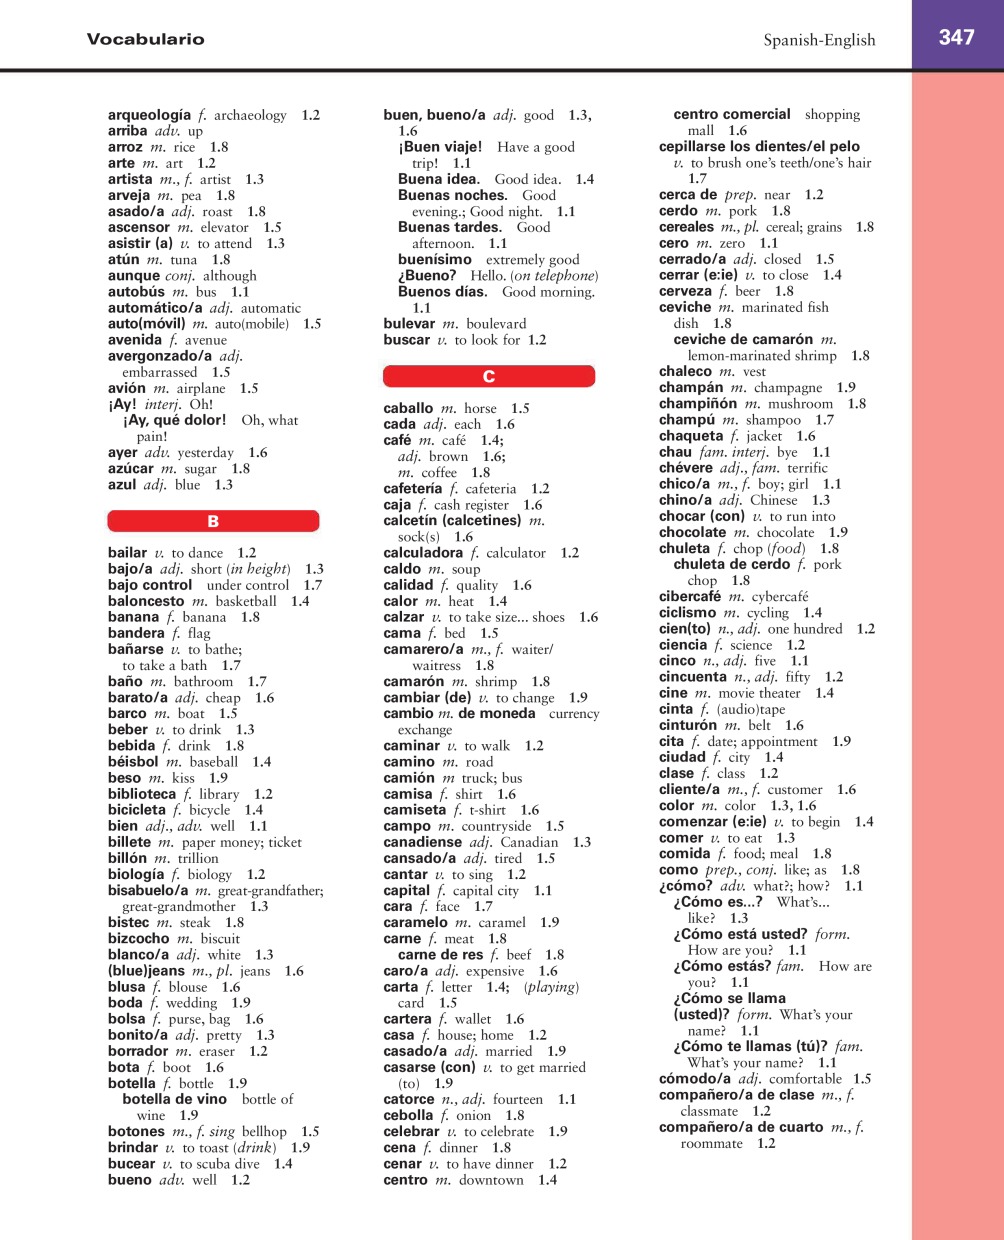 Vocabulario
Spanish-English
347
arqueología f. archaeology 1.2
arriba adv. up
arroz m. rice 1.8
arte m. art 1.2
artista m., f. artist 1.3
arveja m. pea 1.8
asado/a adj. roast 1.8
ascensor m. elevator 1.5
asistir (a) v. to attend 1.3
atún m. tuna 1.8
aunque conj. although
autobús m. bus 1.1
automático/a adj. automatic
auto(móvil) m. auto(mobile) 1.5
avenida f. avenue
avergonzado/a adj.
embarrassed 1.5
avión m. airplane 1.5
¡Ay! interj. Oh!
¡Ay, qué dolor! Oh, what
pain!
ayer adv. yesterday 1.6
azúcar m. sugar 1.8
azul adj. blue 1.3
B
bailar v. to dance 1.2
bajo/a adj. short (in height) 1.3
bajo control under control 1.7
baloncesto m. basketball 1.4
banana f. banana 1.8
bandera f. flag
bañarse v. to bathe;
to take a bath 1.7
baño m. bathroom 1.7
barato/a adj. cheap 1.6
barco m. boat 1.5
beber v. to drink 1.3
bebida f. drink 1.8
béisbol m. baseball 1.4
beso m. kiss 1.9
biblioteca f. library 1.2
bicicleta f. bicycle 1.4
bien adj., adv. well 1.1
billete m. paper money; ticket
billón m. trillion
biología f. biology 1.2
bisabuelo/a m. great-grandfather;
great-grandmother 1.3
bistec m. steak 1.8
bizcocho m. biscuit
blanco/a adj. white 1.3
(blue)jeans m., pl. jeans 1.6
blusa f. blouse 1.6
boda f. wedding 1.9
bolsa f. purse, bag 1.6
bonito/a adj. pretty 1.3
borrador m. eraser 1.2
bota f. boot 1.6
botella f. bottle 1.9
botella de vino bottle of
wine 1.9
botones m., f. sing bellhop 1.5
brindar v. to toast (drink) 1.9
bucear v. to scuba dive 1.4
bueno adv. well 1.2
buen, bueno/a adj. good 1.3,
1.6
¡Buen viaje! Have a good
trip! 1.1
Buena idea. Good idea. 1.4
Buenas noches. Good
evening.; Good night. 1.1
Buenas tardes. Good
afternoon. 1.1
buenísimo extremely good
¿Bueno? Hello. (on telephone)
Buenos días. Good morning.
1.1
bulevar m. boulevard
buscar v. to look for 1.2
C
caballo m. horse 1.5
cada adj. each 1.6
café m. café 1.4;
adj. brown 1.6;
m. coffee 1.8
cafetería f. cafeteria 1.2
caja f. cash register 1.6
calcetín (calcetines) m.
sock(s) 1.6
calculadora f. calculator 1.2
caldo m. soup
calidad f. quality 1.6
calor m. heat 1.4
calzar v. to take size... shoes 1.6
cama f. bed 1.5
camarero/a m., f. waiter/
waitress 1.8
camarón m. shrimp 1.8
cambiar (de) v. to change 1.9
cambio m. de moneda currency
exchange
caminar v. to walk 1.2
camino m. road
camión m truck; bus
camisa f. shirt 1.6
camiseta f. t-shirt 1.6
campo m. countryside 1.5
canadiense adj. Canadian 1.3
cansado/a adj. tired 1.5
cantar v. to sing 1.2
capital f. capital city 1.1
cara f. face 1.7
caramelo m. caramel 1.9
carne f. meat 1.8
carne de res f. beef 1.8
caro/a adj. expensive 1.6
carta f. letter 1.4; (playing)
card 1.5
cartera f. wallet 1.6
casa f. house; home 1.2
casado/a adj. married 1.9
casarse (con) v. to get married
(to) 1.9
catorce n., adj. fourteen 1.1
cebolla f. onion 1.8
celebrar v. to celebrate 1.9
cena f. dinner 1.8
cenar v. to have dinner 1.2
centro m. downtown 1.4
centro comercial shopping
mall 1.6
cepillarse los dientes/el pelo
v. to brush one's teeth/one's hair
1.7
cerca de prep. near 1.2
cerdo m. pork 1.8
cereales m., pl. cereal; grains 1.8
cero m. zero 1.1
cerrado/a adj. closed 1.5
cerrar (e:ie) v. to close 1.4
cerveza f. beer 1.8
ceviche m. marinated fish
dish 1.8
ceviche de camarón m.
lemon-marinated shrimp 1.8
chaleco m. vest
champán m. champagne 1.9
champiñón m. mushroom 1.8
champú m. shampoo 1.7
chaqueta f. jacket 1.6
chau fam. interj. bye 1.1
chévere adj., fam. terrific
chico/a m., f. boy; girl 1.1
chino/a adj. Chinese 1.3
chocar (con) v. to run into
chocolate m. chocolate 1.9
chuleta f. chop (food) 1.8
chuleta de cerdo f. pork
chop 1.8
cibercafé m. cybercafé
ciclismo m. cycling 1.4
cien(to) n., adj. one hundred 1.2
ciencia f. science 1.2
cinco n., adj. five 1.1
cincuenta n., adj. fifty 1.2
cine m. movie theater 1.4
cinta f. (audio)tape
cinturón m. belt 1.6
cita f. date; appointment 1.9
ciudad f. city 1.4
clase f. class 1.2
cliente/a m., f. customer 1.6
color m. color 1.3, 1.6
comenzar (e:ie) v. to begin 1.4
comer v. to eat 1.3
comida f. food; meal 1.8
como prep., conj. like; as 1.8
¿cómo? adv. what?; how? 1.1
¿Cómo es...? What's...
like? 1.3
¿Cómo está usted? form.
How are you? 1.1
¿Cómo estás? fam. How are
you? 1.1
¿Cómo se llama
(usted)? form. What's your
name? 1.1
¿Cómo te llamas (tú)? fam.
What's your name? 1.1
cómodo/a adj. comfortable 1.5
compañero/a de clase m., f.
classmate 1.2
compañero/a de cuarto m., f.
roommate 1.2